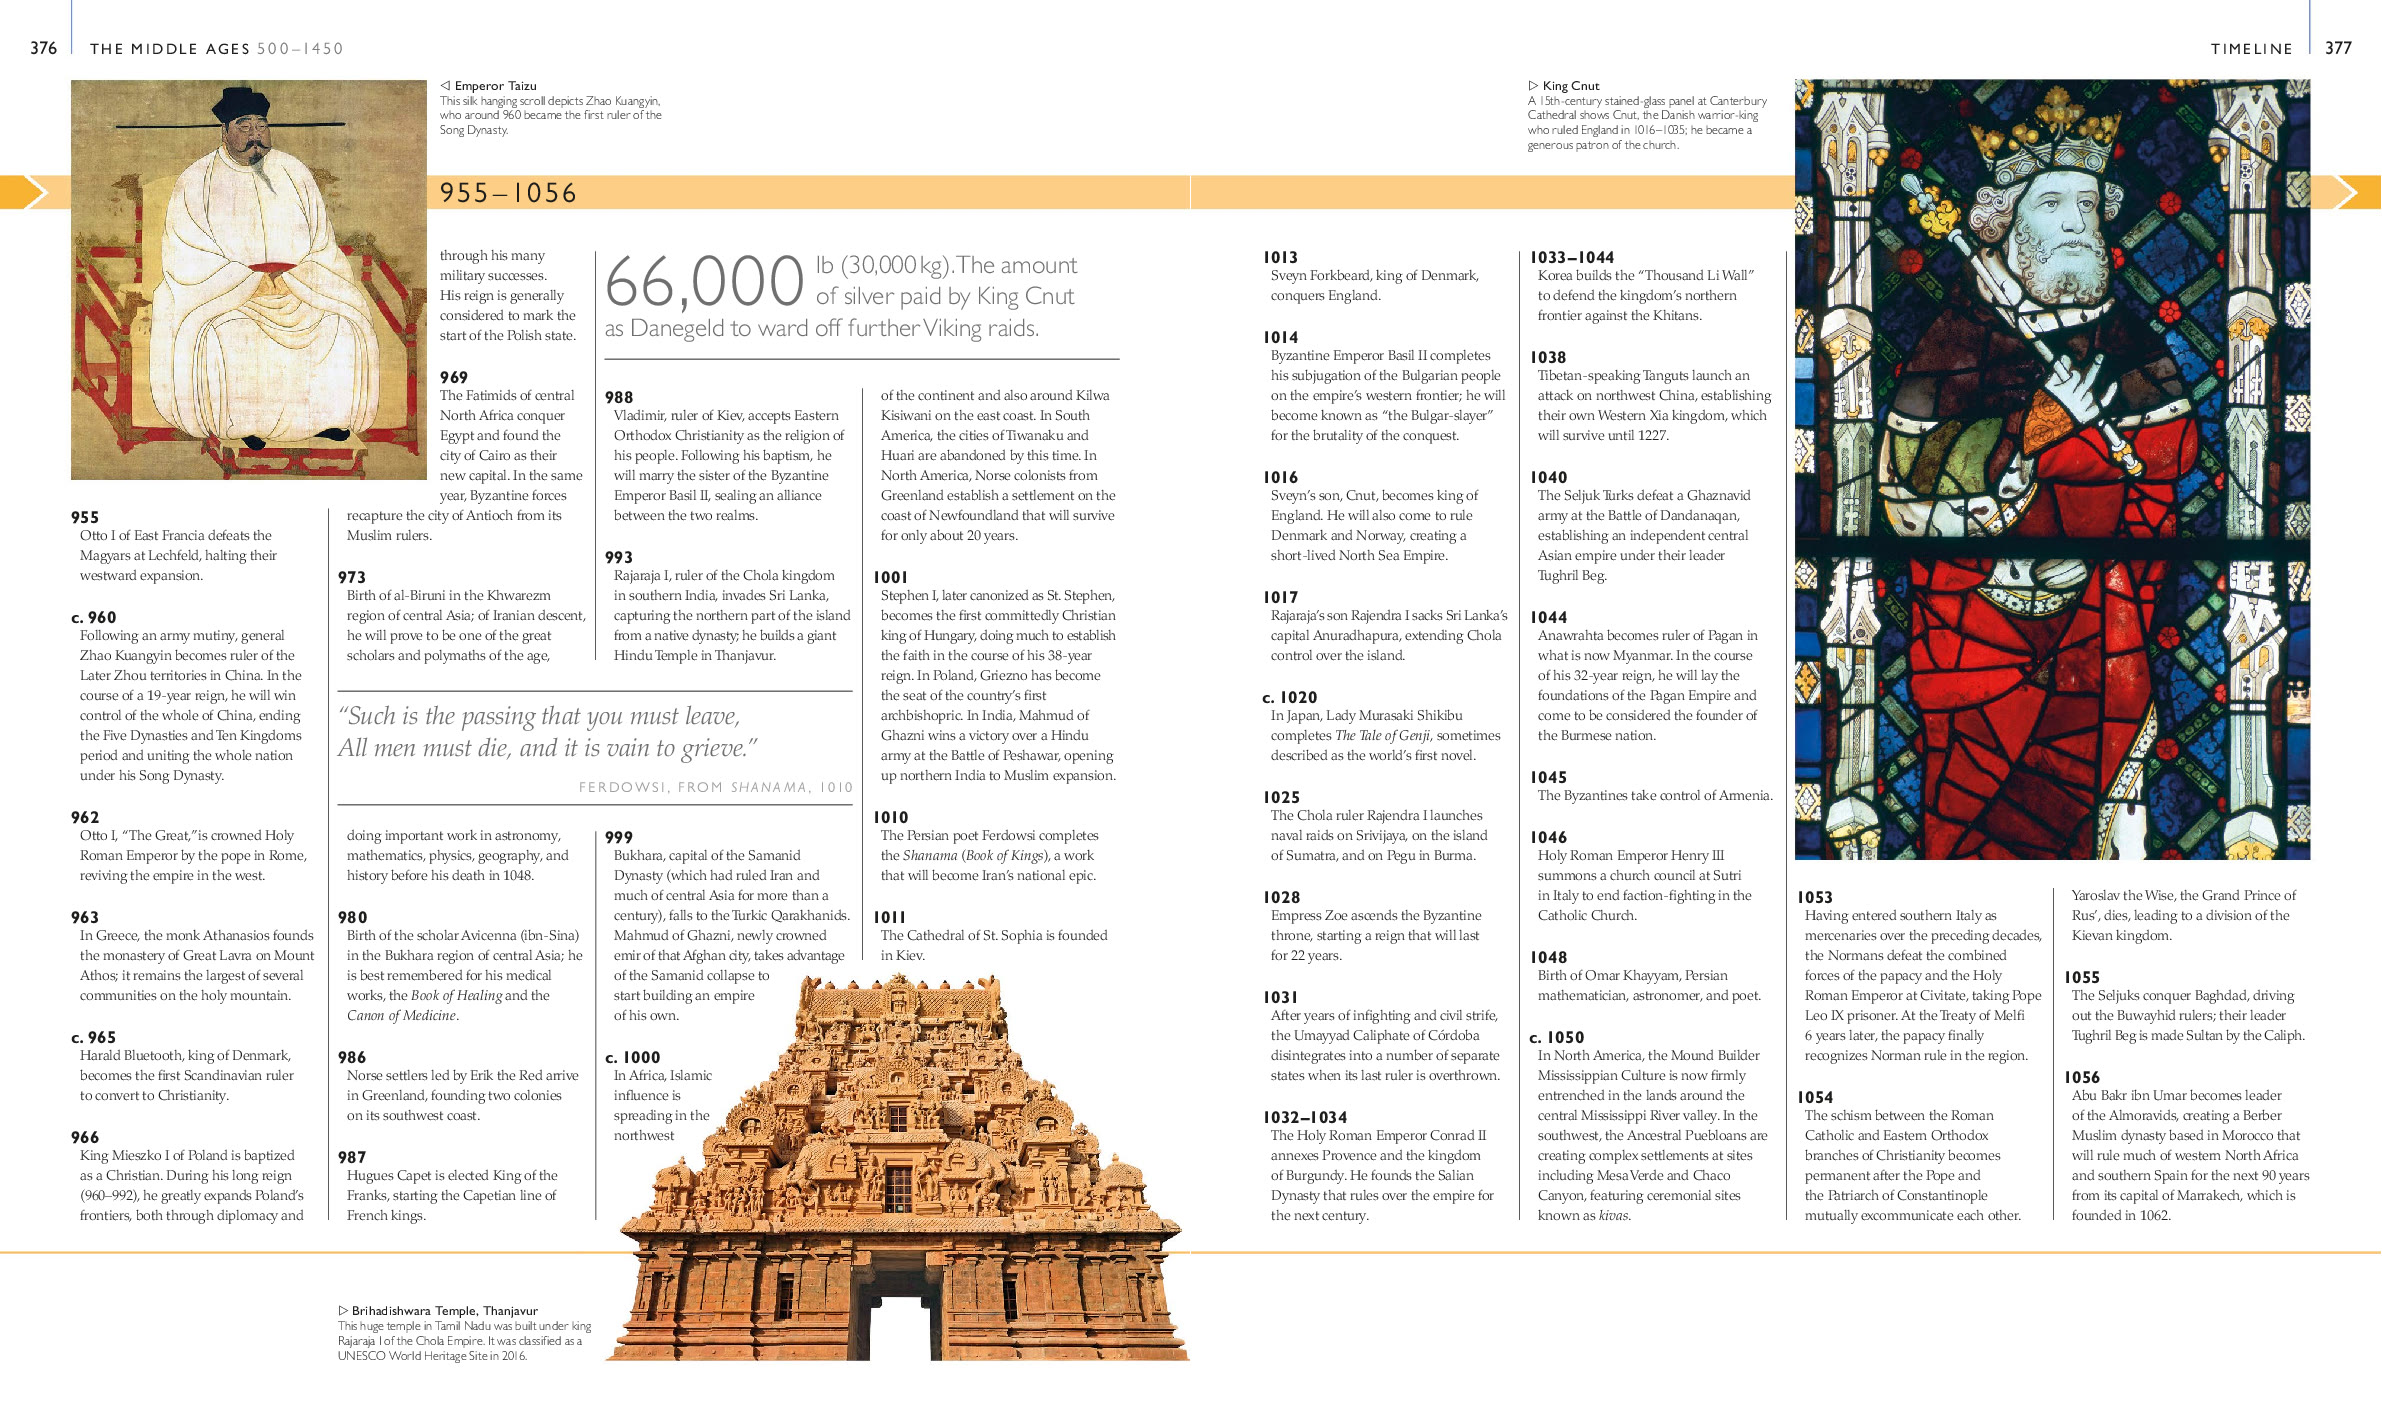 376
THE MIDDLE AGES 500–1450
◁ Emperor Taizu
This silk hanging scroll depicts Zhao Kuangyin,
who around 960 became the first ruler of the
Song Dynasty.
955–1056
955
Otto I of East Francia defeats the
Magyars at Lechfeld, halting their
westward expansion.
c. 960
Following an army mutiny, general
Zhao Kuangyin becomes ruler of the
Later Zhou territories in China. In the
course of a 19-year reign, he will win
control of the whole of China, ending
the Five Dynasties and Ten Kingdoms
period and uniting the whole nation
under his Song Dynasty.
962
Otto I, “The Great,”is crowned Holy
Roman Emperor by the pope in Rome,
reviving the empire in the west.
963
In Greece, the monk Athanasios founds
the monastery of Great Lavra on Mount
Athos; it remains the largest of several
communities on the holy mountain.
c. 965
Harald Bluetooth, king of Denmark,
becomes the first Scandinavian ruler
to convert to Christianity.
966
King Mieszko I of Poland is baptized
as a Christian. During his long reign
(960–992), he greatly expands Poland’s
frontiers, both through diplomacy and
through his many
military successes.
His reign is generally
considered to mark the
start of the Polish state.
969
The Fatimids of central
North Africa conquer
Egypt and found the
city of Cairo as their
new capital. In the same
year, Byzantine forces
recapture the city of Antioch from its
Muslim rulers.
973
Birth of al-Biruni in the Khwarezm
region of central Asia; of Iranian descent,
he will prove to be one of the great
scholars and polymaths of the age,
doing important work in astronomy,
mathematics, physics, geography, and
history before his death in 1048.
980
Birth of the scholar Avicenna (ibn-Sina)
in the Bukhara region of central Asia; he
is best remembered for his medical
works, the Book of Healing and the
Canon of Medicine.
986
Norse settlers led by Erik the Red arrive
in Greenland, founding two colonies
on its southwest coast.
987
Hugues Capet is elected King of the
Franks, starting the Capetian line of
French kings.
66,000 lb (30,000 kg). The amount
of silver paid by King Cnut
as Danegeld to ward off further Viking raids.
988
Vladimir, ruler of Kiev, accepts Eastern
Orthodox Christianity as the religion of
his people. Following his baptism, he
will marry the sister of the Byzantine
Emperor Basil II, sealing an alliance
between the two realms.
993
Rajaraja I, ruler of the Chola kingdom
in southern India, invades Sri Lanka,
capturing the northern part of the island
from a native dynasty; he builds a giant
Hindu Temple in Thanjavur.
“Such is the passing that you must leave,
All men must die, and it is vain to grieve.”
FERDOWSI, FROM SHANAMA, 1010
999
Bukhara, capital of the Samanid
Dynasty (which had ruled Iran and
much of central Asia for more than a
century), falls to the Turkic Qarakhanids.
Mahmud of Ghazni, newly crowned
emir of that Afghan city, takes advantage
of the Samanid collapse to
start building an empire
of his own.
c. 1000
In Africa, Islamic
influence is
spreading in the
northwest
of the continent and also around Kilwa
Kisiwani on the east coast. In South
America, the cities of Tiwanaku and
Huari are abandoned by this time. In
North America, Norse colonists from
Greenland establish a settlement on the
coast of Newfoundland that will survive
for only about 20 years.
1001
Stephen I, later canonized as St. Stephen,
becomes the first committedly Christian
king of Hungary, doing much to establish
the faith in the course of his 38-year
reign. In Poland, Griezno has become
the seat of the country’s first
archbishopric. In India, Mahmud of
Ghazni wins a victory over a Hindu
army at the Battle of Peshawar, opening
up northern India to Muslim expansion.
1010
The Persian poet Ferdowsi completes
the Shanama (Book of Kings), a work
that will become Iran’s national epic.
1011
The Cathedral of St. Sophia is founded
in Kiev.
▷ Brihadishwara Temple, Thanjavur
This huge temple in Tamil Nadu was built under king
Rajaraja I of the Chola Empire. It was classified as a
UNESCO World Heritage Site in 2016.
TIMELINE
377
▷ King Cnut
A 15th-century stained-glass panel at Canterbury
Cathedral shows Cnut, the Danish warrior-king
who ruled England in 1016–1035; he became a
generous patron of the church.
1013
Sveyn Forkbeard, king of Denmark,
conquers England.
1014
Byzantine Emperor Basil II completes
his subjugation of the Bulgarian people
on the empire’s western frontier; he will
become known as “the Bulgar-slayer”
for the brutality of the conquest.
1016
Sveyn’s son, Cnut, becomes king of
England. He will also come to rule
Denmark and Norway, creating a
short-lived North Sea Empire.
1017
Rajaraja’s son Rajendra I sacks Sri Lanka’s
capital Anuradhapura, extending Chola
control over the island.
c. 1020
In Japan, Lady Murasaki Shikibu
completes The Tale of Genji, sometimes
described as the world’s first novel.
1025
The Chola ruler Rajendra I launches
naval raids on Srivijaya, on the island
of Sumatra, and on Pegu in Burma.
1028
Empress Zoe ascends the Byzantine
throne, starting a reign that will last
for 22 years.
1031
After years of infighting and civil strife,
the Umayyad Caliphate of Córdoba
disintegrates into a number of separate
states when its last ruler is overthrown.
1032–1034
The Holy Roman Emperor Conrad II
annexes Provence and the kingdom
of Burgundy. He founds the Salian
Dynasty that rules over the empire for
the next century.
1033–1044
Korea builds the “Thousand Li Wall”
to defend the kingdom’s northern
frontier against the Khitans.
1038
Tibetan-speaking Tanguts launch an
attack on northwest China, establishing
their own Western Xia kingdom, which
will survive until 1227.
1040
The Seljuk Turks defeat a Ghaznavid
army at the Battle of Dandanaqan,
establishing an independent central
Asian empire under their leader
Tughril Beg.
1044
Anawrahta becomes ruler of Pagan in
what is now Myanmar. In the course
of his 32-year reign, he will lay the
foundations of the Pagan Empire and
come to be considered the founder of
the Burmese nation.
1045
The Byzantines take control of Armenia.
1046
Holy Roman Emperor Henry III
summons a church council at Sutri
in Italy to end faction-fighting in the
Catholic Church.
1048
Birth of Omar Khayyam, Persian
mathematician, astronomer, and poet.
c. 1050
In North America, the Mound Builder
Mississippian Culture is now firmly
entrenched in the lands around the
central Mississippi River valley. In the
southwest, the Ancestral Puebloans are
creating complex settlements at sites
including Mesa Verde and Chaco
Canyon, featuring ceremonial sites
known as kivas.
1053
Having entered southern Italy as
mercenaries over the preceding decades,
the Normans defeat the combined
forces of the papacy and the Holy
Roman Emperor at Civitate, taking Pope
Leo IX prisoner. At the Treaty of Melfi
6 years later, the papacy finally
recognizes Norman rule in the region.
1054
The schism between the Roman
Catholic and Eastern Orthodox
branches of Christianity becomes
permanent after the Pope and
the Patriarch of Constantinople
mutually excommunicate each other.
Yaroslav the Wise, the Grand Prince of
Rus’, dies, leading to a division of the
Kievan kingdom.
1055
The Seljuks conquer Baghdad, driving
out the Buwayhid rulers; their leader
Tughril Beg is made Sultan by the Caliph.
1056
Abu Bakr ibn Umar becomes leader
of the Almoravids, creating a Berber
Muslim dynasty based in Morocco that
will rule much of western North Africa
and southern Spain for the next 90 years
from its capital of Marrakech, which is
founded in 1062.